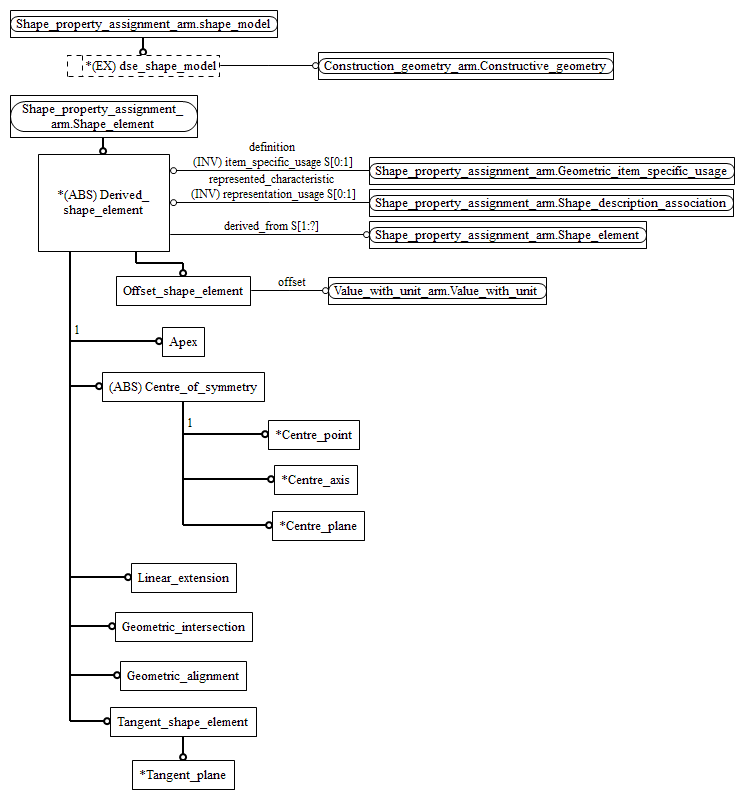 Shape_property_assignment_arm.shape_model
*(EX) dse_shape_model
Construction_geometry_arm.Constructive_geometry
Shape_property_assignment_
arm.Shape_element
definition
(INV) item_specific_usage S[0:1]
Shape_property_assignment_arm.Geometric_item_specific_usage
represented_characteristic
(INV) representation_usage S[0:1]
Shape_property_assignment_arm.Shape_description_association
*(ABS) Derived_
shape_element
derived_from S[1:?]
Shape_property_assignment_arm.Shape_element
Offset_shape_element
offset
Value_with_unit_arm.Value_with_unit
1
Apex
(ABS) Centre_of_symmetry
1
*Centre_point
*Centre_axis
*Centre_plane
Linear_extension
Geometric_intersection
Geometric_alignment
Tangent_shape_element
*Tangent_plane